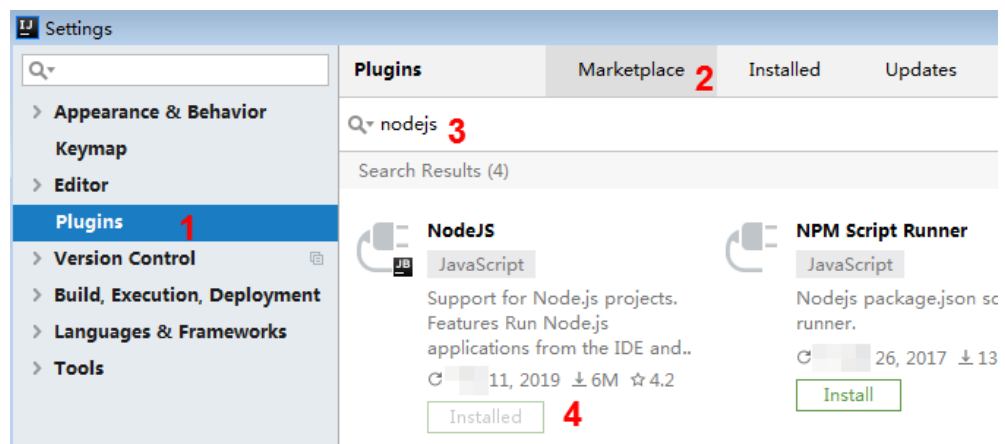 IJ Settings
Plugins Marketplace 2 Installed Updates
Appearance & Behavior
nodejs 3
Keymap
Search Results (4)
Editor
Plugins 1
Version Control
Build, Execution, Deployment
Languages & Frameworks
Tools
NodeJS
JB
JavaScript
Support for Node.js projects.
Features Run Node.js
applications from the IDE and..
11, 2019 6M 4.2
Installed 4
NPM Script Runner
JavaScript
Nodejs package.json sc
runner.
26, 2017 13
Install